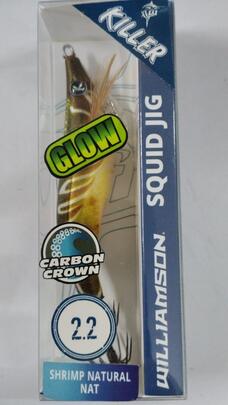 KILLER
GLOW
CARBON
CROWN
2.2
SHRIMP NATURAL
NAT
WILLIAMSON SQUID JIG